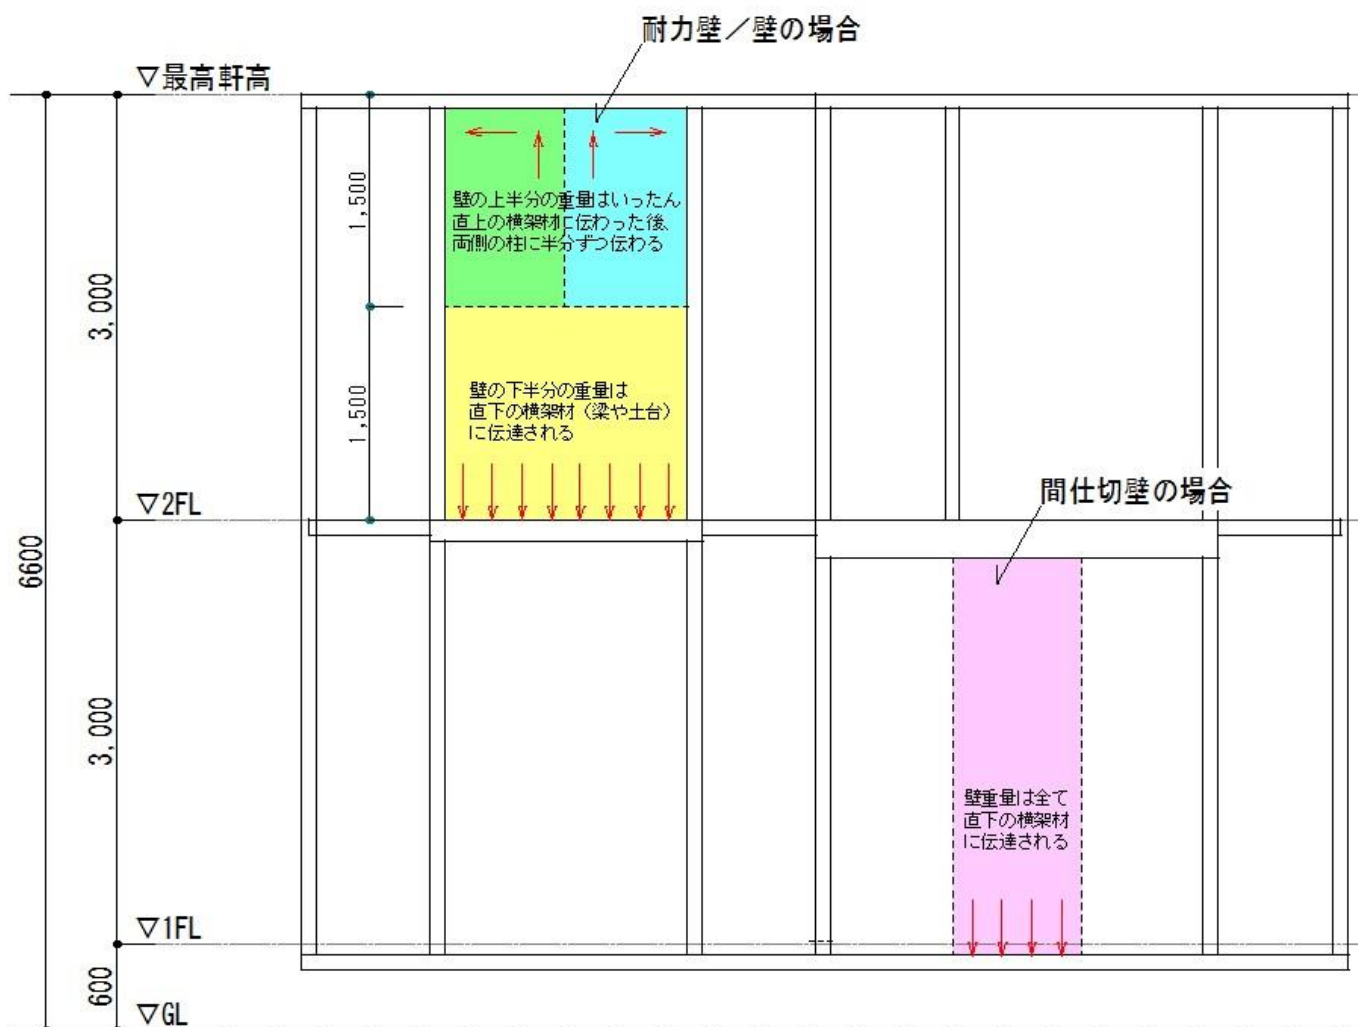 耐力壁／壁の場合
▽最高軒高
1,500
壁の上半分の重量はいったん
直上の横架材に伝わった後、
両側の柱に半分ずつ伝わる
3,000
1,500
壁の下半分の重量は
直下の横架材（梁や土台）
に伝達される
▽2FL
間仕切壁の場合
6600
3,000
壁重量は全て
直下の横架材
に伝達される
▽1FL
600
▽GL